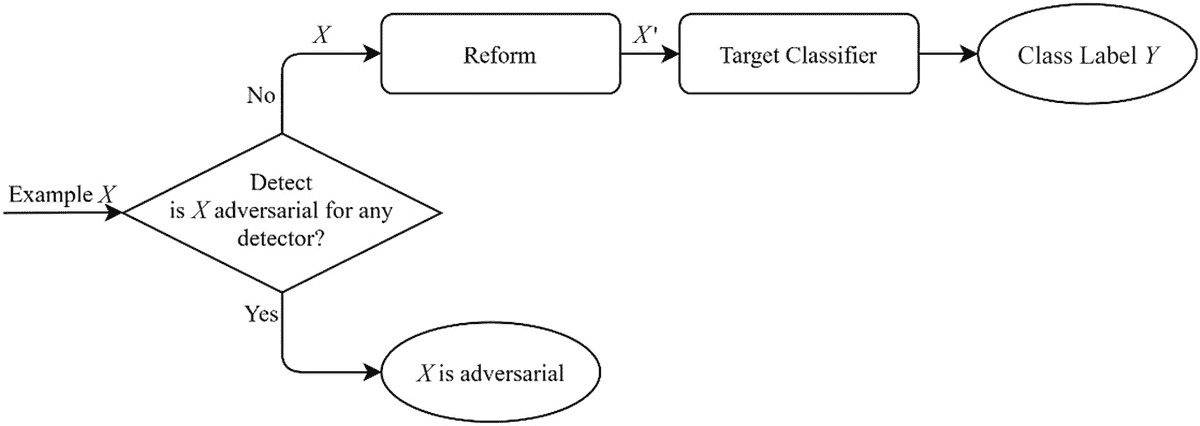 X
Reform
X'
Target Classifier
Class Label Y
No
Example X
Detect
is X adversarial for any
detector?
Yes
X is adversarial